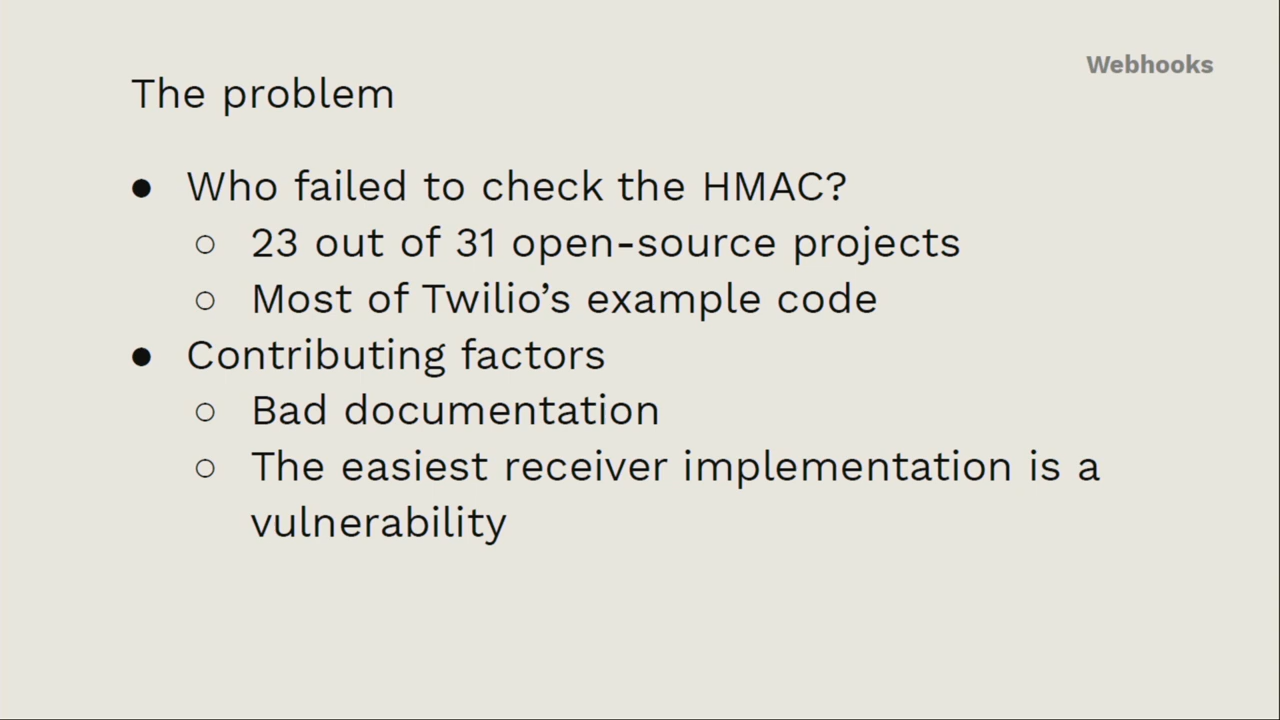 Webhooks
The problem
● Who failed to check the HMAC?
○ 23 out of 31 open-source projects
○ Most of Twilio’s example code
● Contributing factors
○ Bad documentation
○ The easiest receiver implementation is a
vulnerability